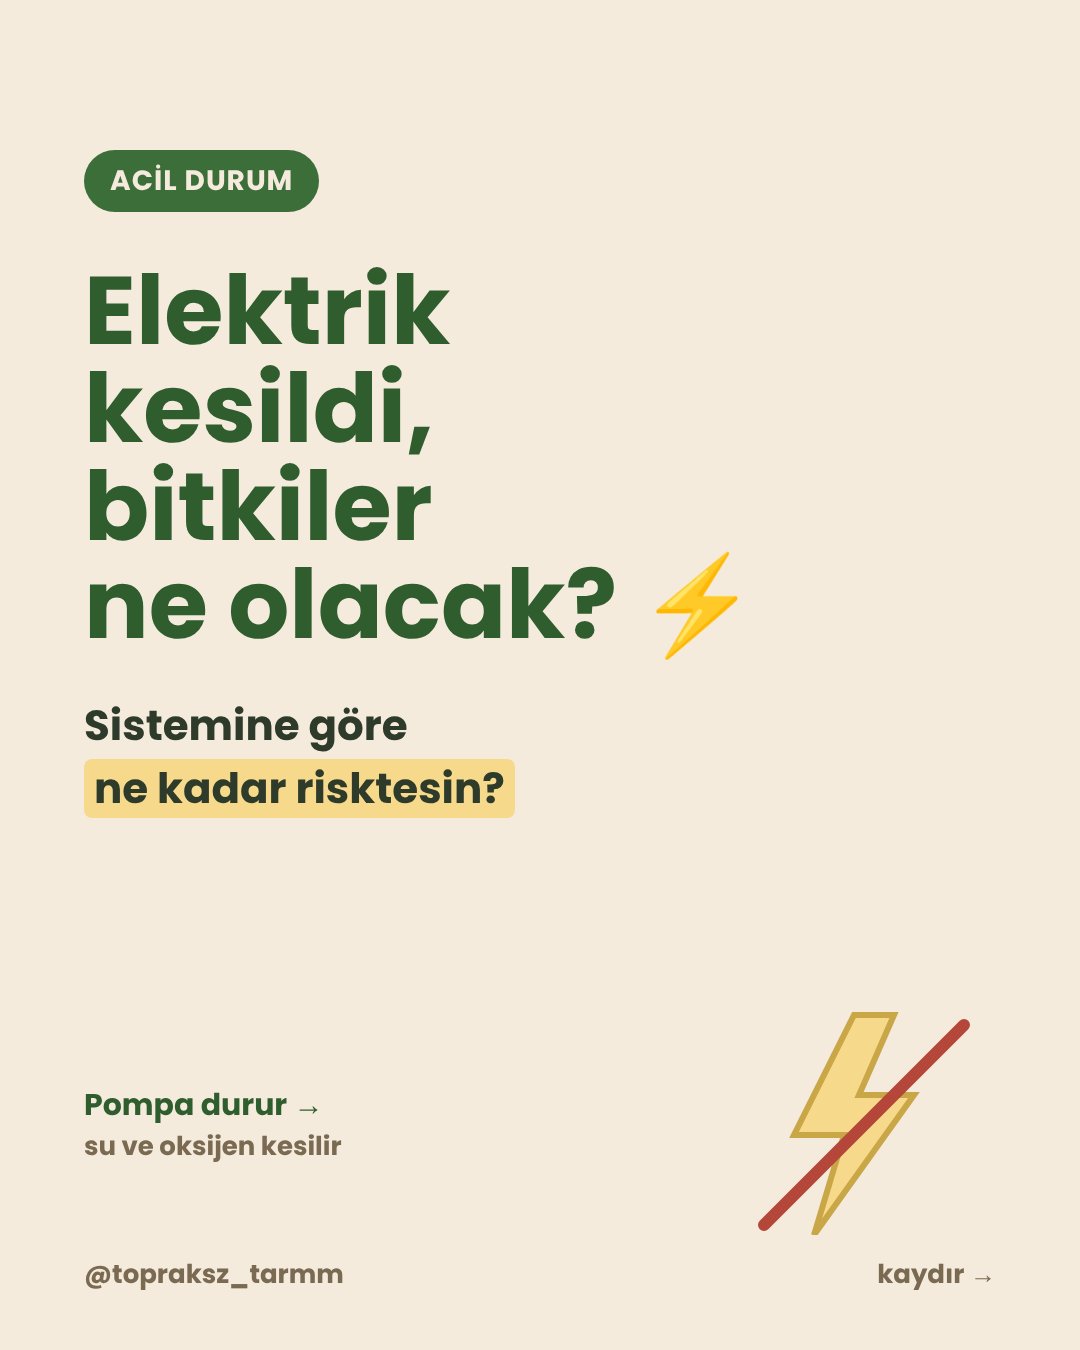 ACİL DURUM
Elektrik
kesildi,
bitkiler
ne olacak? ⚡
Sistemine göre
ne kadar risktesin?
Pompa durur →
su ve oksijen kesilir
@topraksz_tarmm
kaydır →